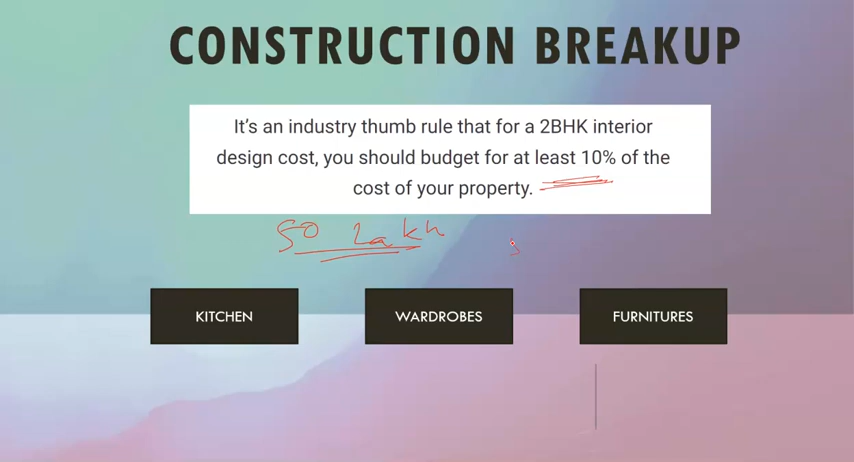 CONSTRUCTION BREAKUP
It's an industry thumb rule that for a 2BHK interior
design cost, you should budget for at least 10% of the
cost of your property.
50 Lakh
KITCHEN
WARDROBES
FURNITURES